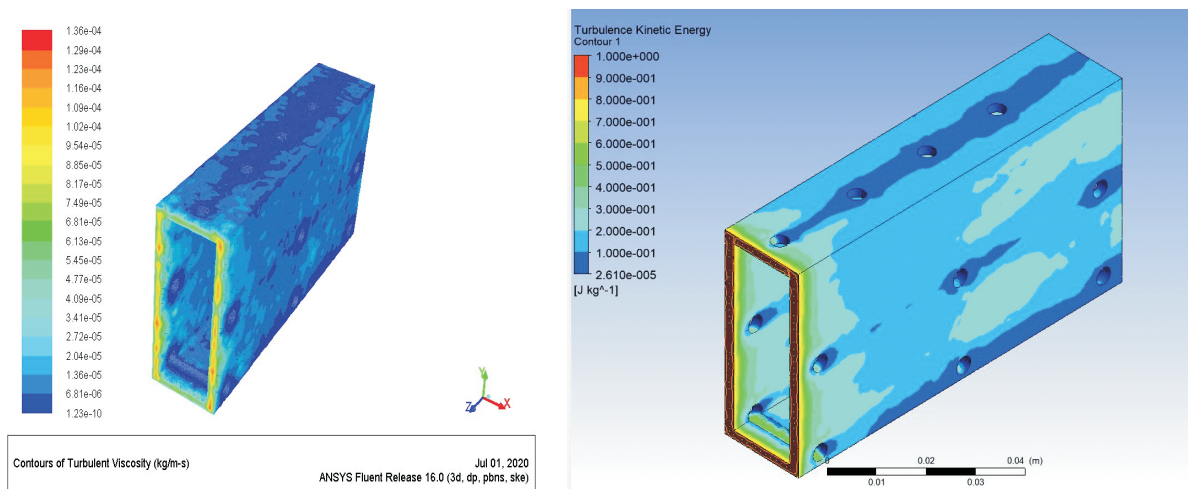 1.36e-04
1.29e-04
1.23e-04
1.16e-04
1.09e-04
1.02e-04
9.54e-05
8.85e-05
8.17e-05
7.49e-05
6.81e-05
6.13e-05
5.45e-05
4.77e-05
4.09e-05
3.41e-05
2.72e-05
2.04e-05
1.36e-05
6.81e-06
1.23e-10
Y
Z
X
Contours of Turbulent Viscosity (kg/m-s)
Jul 01, 2020
ANSYS Fluent Release 16.0 (3d, dp, pbns, ske)
Turbulence Kinetic Energy
Contour 1
1.000e+000
9.000e-001
8.000e-001
7.000e-001
6.000e-001
5.000e-001
4.000e-001
3.000e-001
2.000e-001
1.000e-001
2.610e-005
[J kg^-1]
0
0.02
0.04 (m)
0.01
0.03